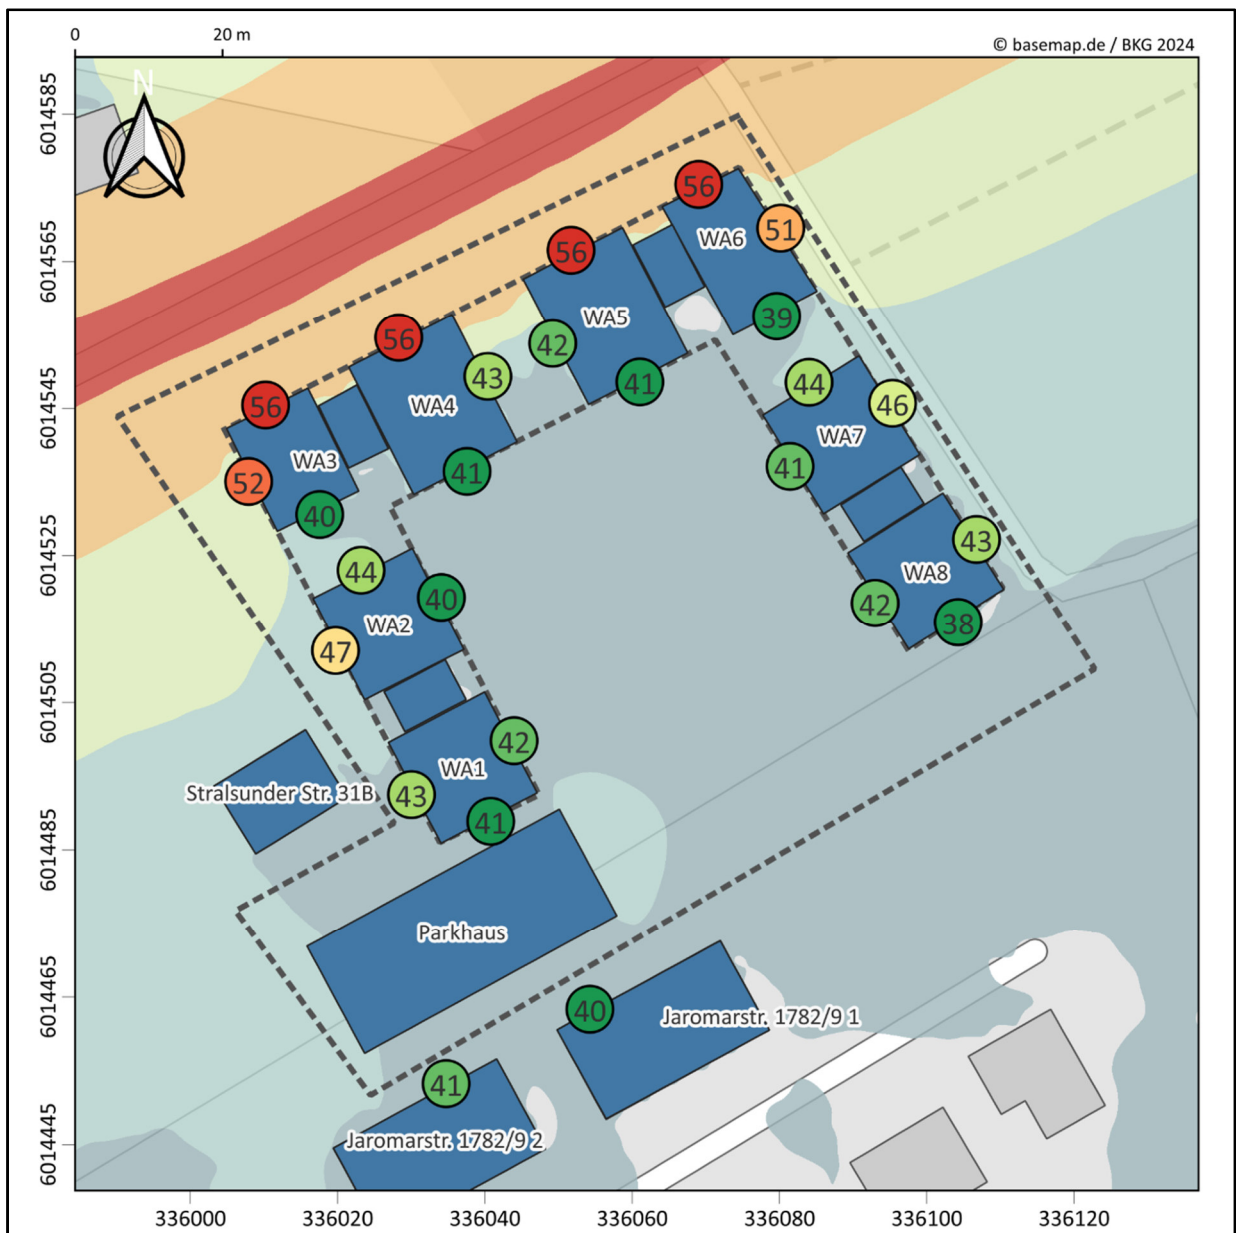 0 20 m
© basemap.de / BKG 2024
N
6014585
6014565
6014545
6014525
6014505
6014485
6014465
6014445
56
WA6
51
39
56
WA5
42
41
56
WA4
43
41
56
WA3
52
40
44
WA2
40
47
44
WA7
46
41
WA8
43
42
38
WA1
42
43
41
Stralsunder Str. 31B
Parkhaus
40
Jaromarstr. 1782/9 1
41
Jaromarstr. 1782/9 2
336000 336020 336040 336060 336080 336100 336120